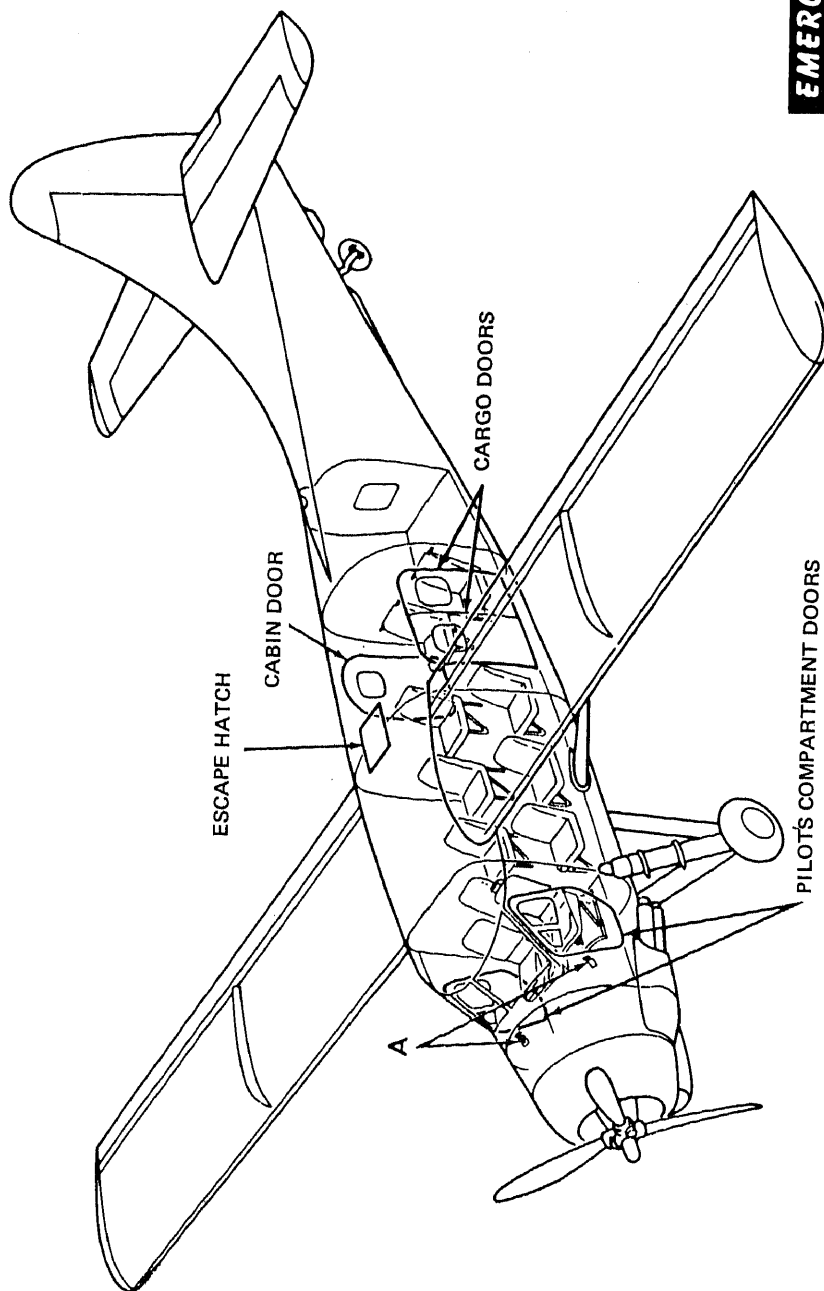 EMERG
ESCAPE HATCH
CABIN DOOR
CARGO DOORS
A
PILOT'S COMPARTMENT DOORS